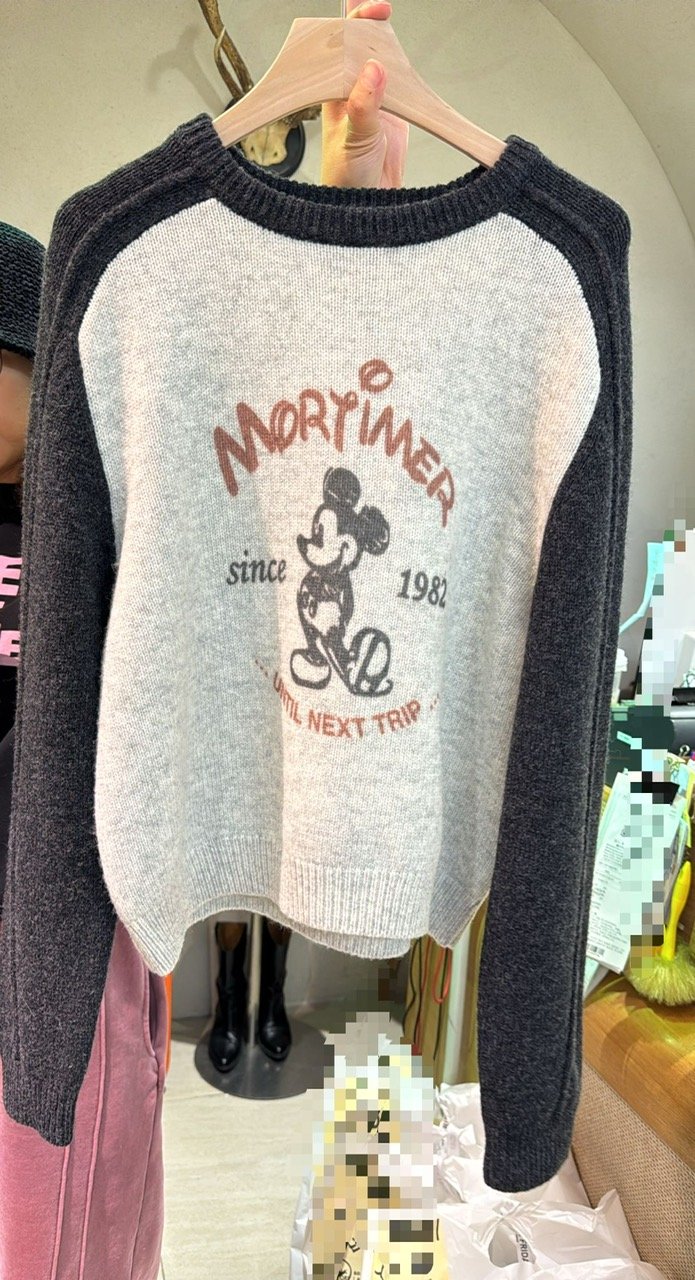 MORTIMER
since 1982
... UNTIL NEXT TRIP ...